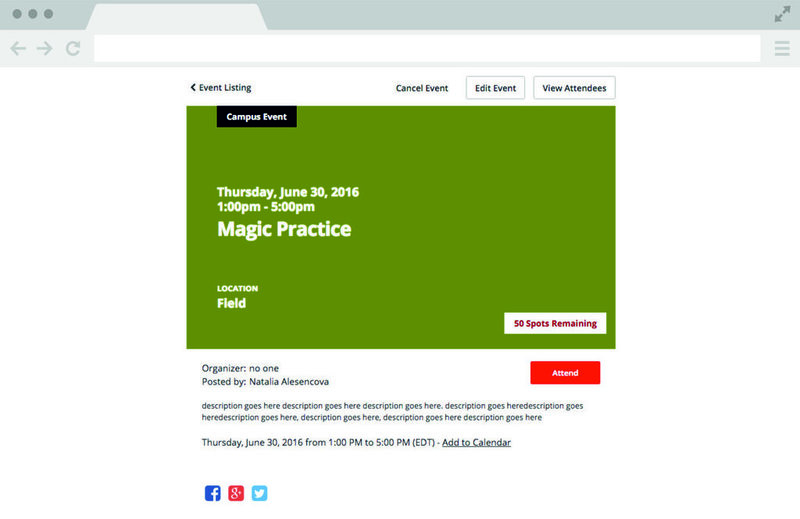 Event Listing
Cancel Event
Edit Event
View Attendees
Campus Event
Thursday, June 30, 2016
1:00pm - 5:00pm
Magic Practice
LOCATION
Field
50 Spots Remaining
Organizer: no one
Posted by: Natalia Alesencova
Attend
description goes here description goes here description goes here. description goes heredescription goes
heredescription goes here, description goes here, description goes here description goes here
Thursday, June 30, 2016 from 1:00 PM to 5:00 PM (EDT) - Add to Calendar